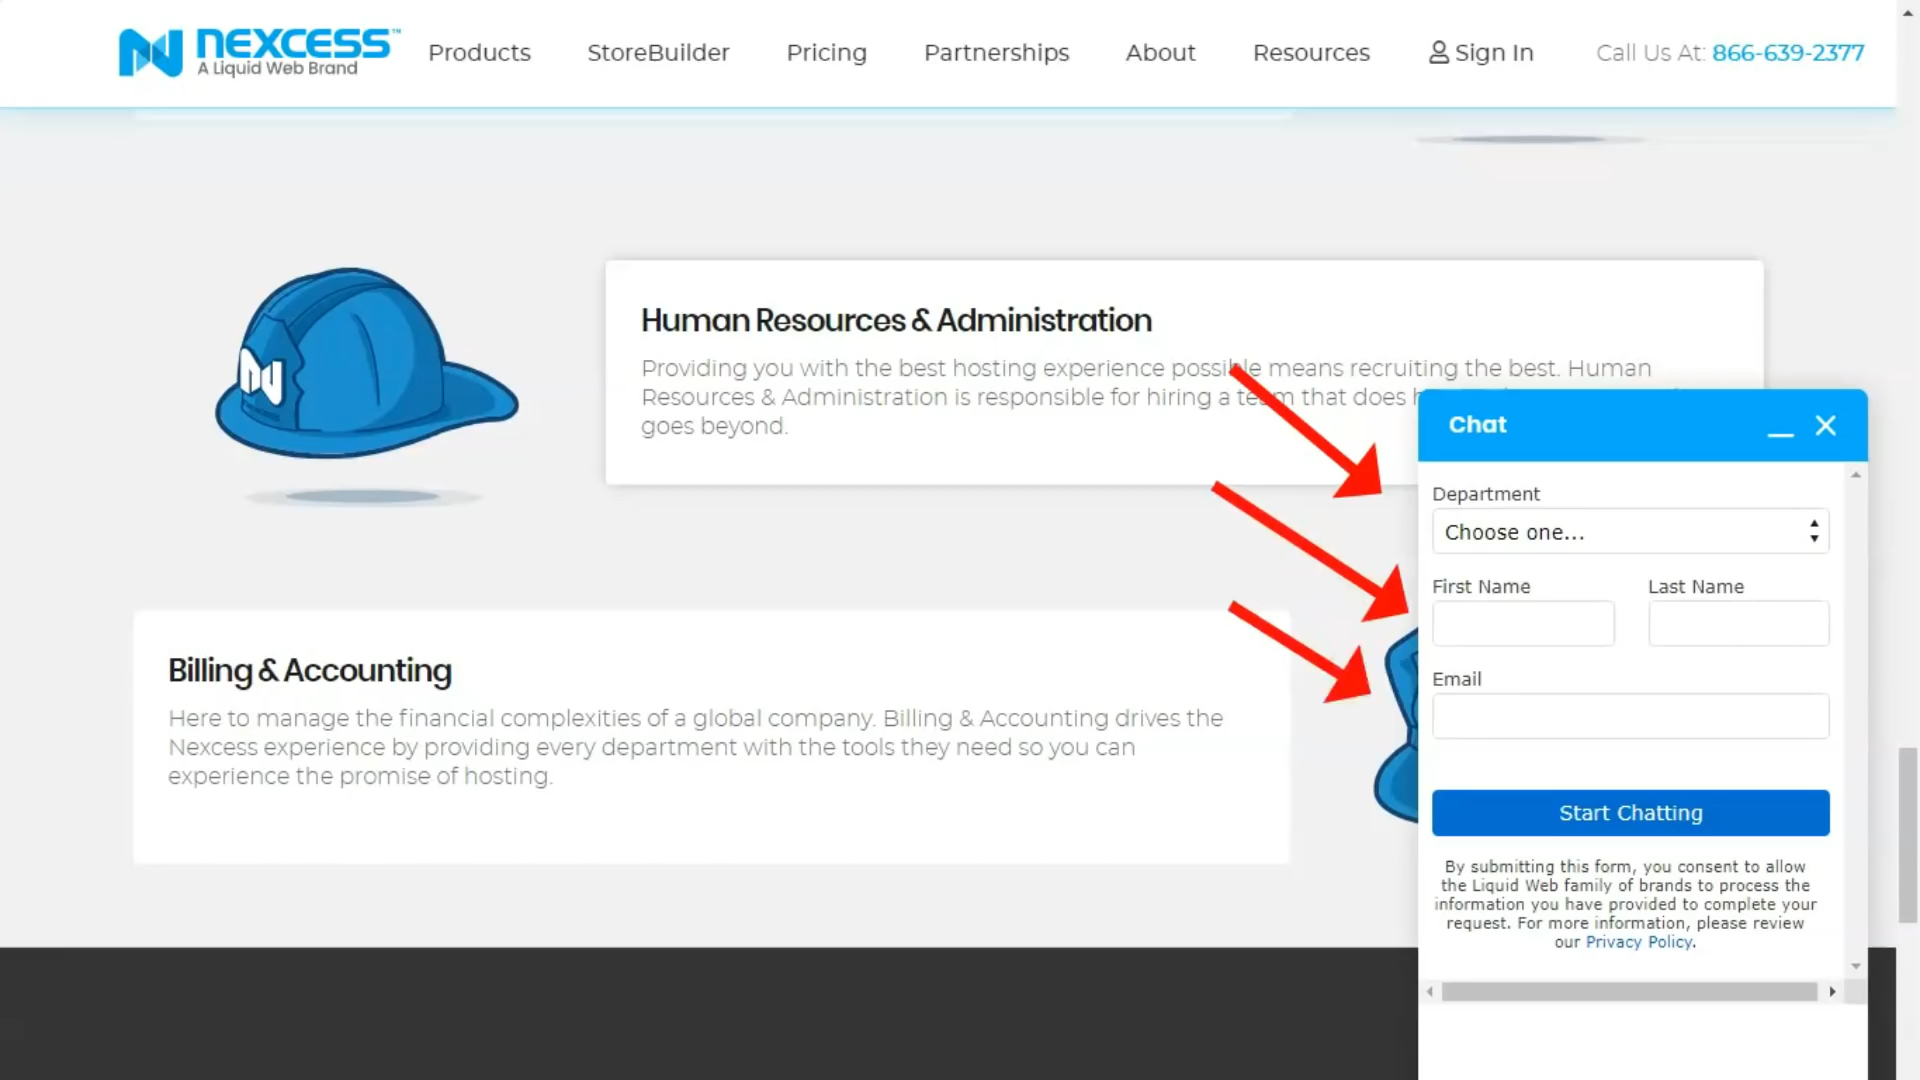 NEXCESS™
A Liquid Web Brand
Products
StoreBuilder
Pricing
Partnerships
About
Resources
Sign In
Call Us At: 866-639-2377
Human Resources & Administration
Providing you with the best hosting experience possible means recruiting the best. Human
Resources & Administration is responsible for hiring a team that does
goes beyond.
Billing & Accounting
Here to manage the financial complexities of a global company. Billing & Accounting drives the
Nexcess experience by providing every department with the tools they need so you can
experience the promise of hosting.
Chat
Department
Choose one...
First Name
Last Name
Email
Start Chatting
By submitting this form, you consent to allow
the Liquid Web family of brands to process the
information you have provided to complete your
request. For more information, please review
our Privacy Policy.